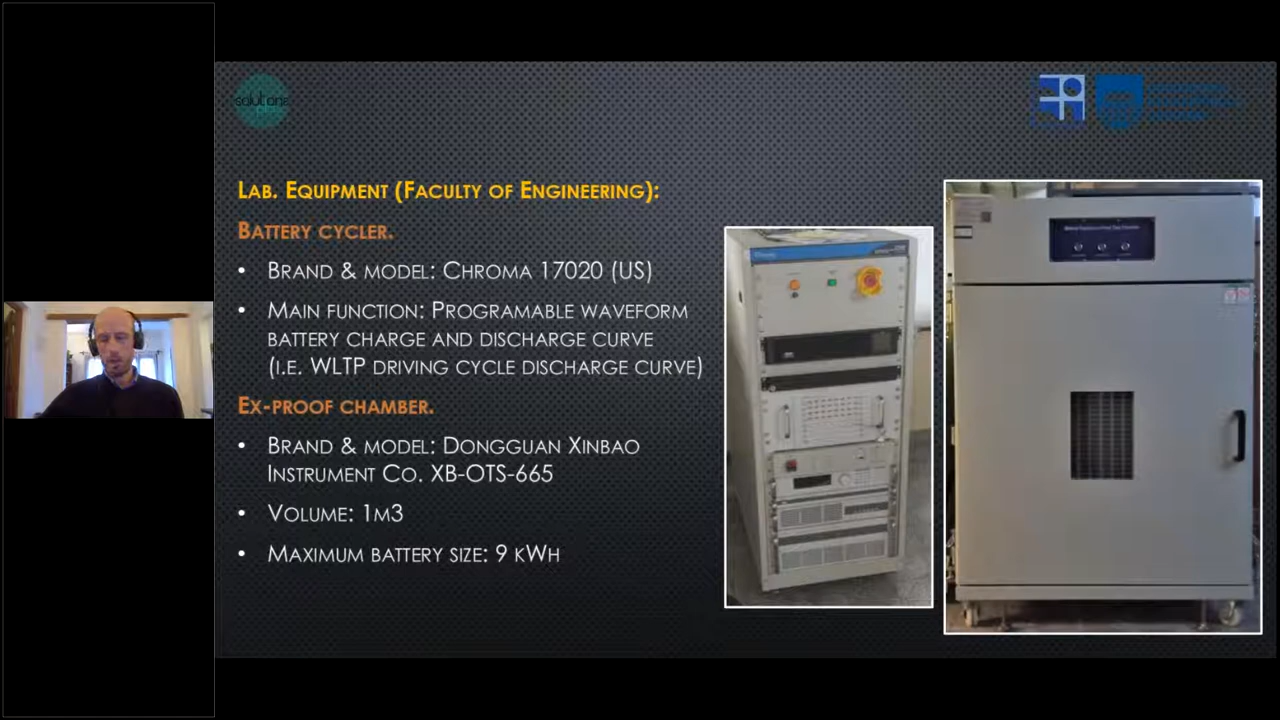 solutions
LAB. EQUIPMENT (FACULTY OF ENGINEERING):
BATTERY CYCLER.
• BRAND & MODEL: CHROMA 17020 (US)
• MAIN FUNCTION: PROGRAMABLE WAVEFORM
BATTERY CHARGE AND DISCHARGE CURVE
(I.E. WLTP DRIVING CYCLE DISCHARGE CURVE)
EX-PROOF CHAMBER.
• BRAND & MODEL: DONGGUAN XINBAO
INSTRUMENT CO. XB-OTS-665
• VOLUME: 1M3
• MAXIMUM BATTERY SIZE: 9 KWH